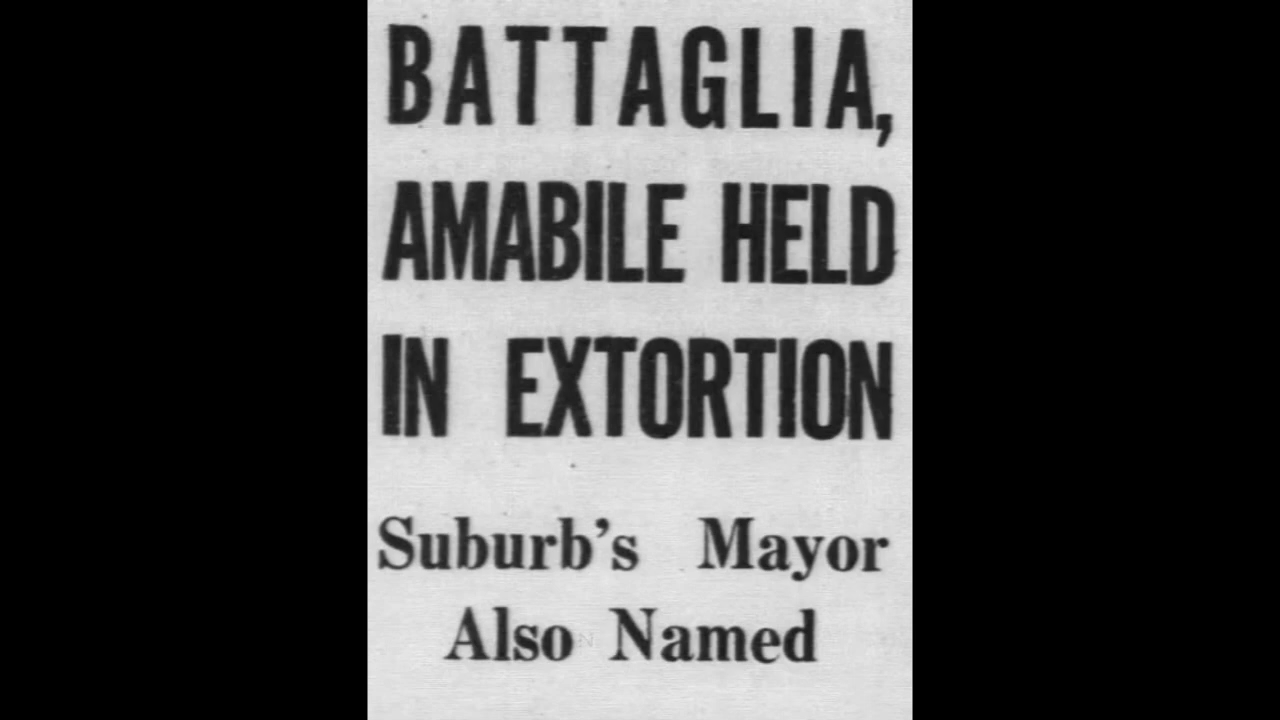 BATTAGLIA,
AMABILE HELD
IN EXTORTION
Suburb's Mayor
Also Named